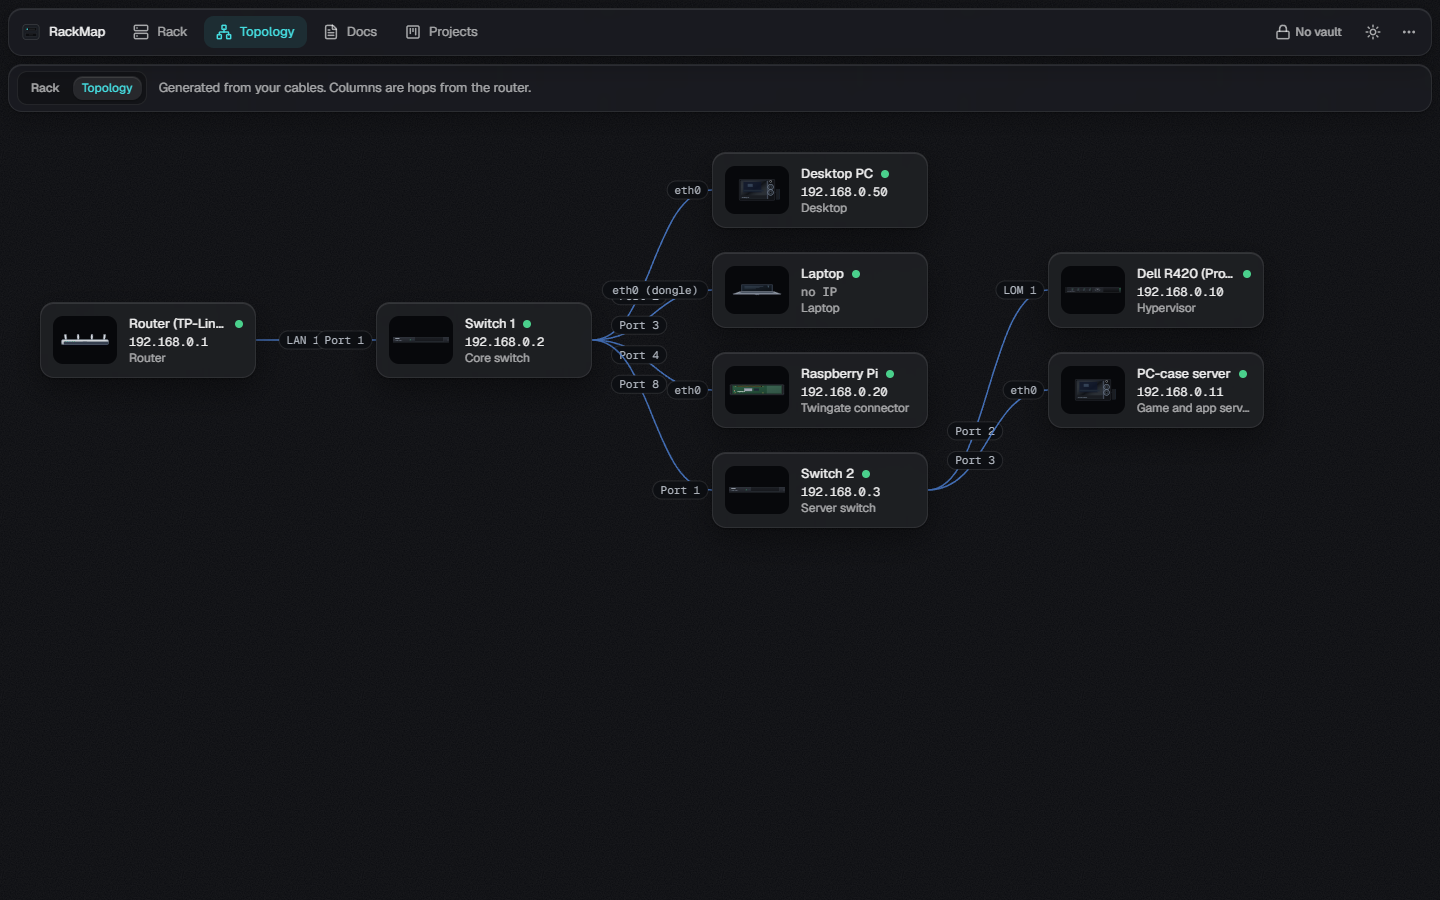 RackMap
Rack
Topology
Docs
Projects
No vault
Rack
Topology
Generated from your cables. Columns are hops from the router.
Router (TP-Lin...
192.168.0.1
Router
LAN 1
Port 1
Switch 1
192.168.0.2
Core switch
eth0
eth0 (dongle)
Port 3
Port 4
Port 8
eth0
Port 1
Desktop PC
192.168.0.50
Desktop
Laptop
no IP
Laptop
Raspberry Pi
192.168.0.20
Twingate connector
Switch 2
192.168.0.3
Server switch
LOM 1
eth0
Port 2
Port 3
Dell R420 (Pro...
192.168.0.10
Hypervisor
PC-case server
192.168.0.11
Game and app serv...